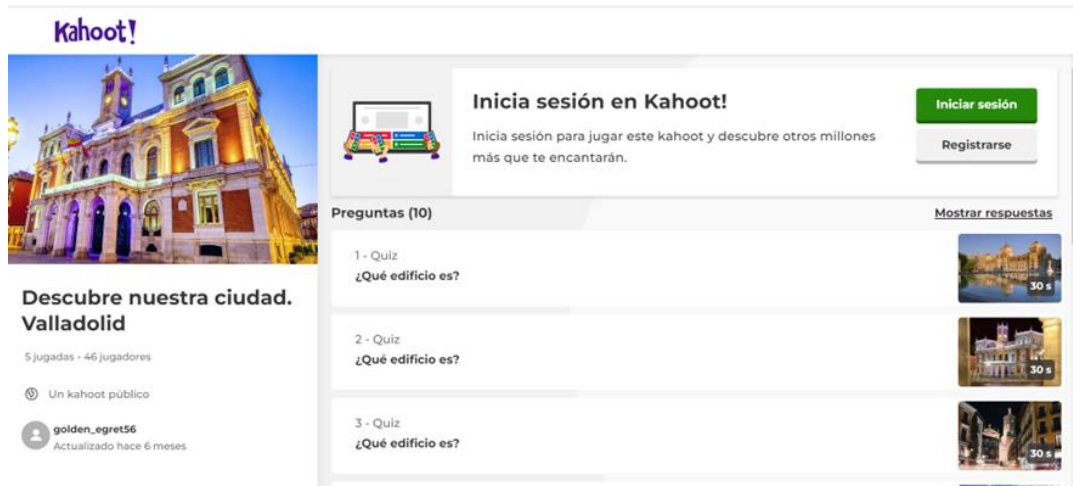 Kahoot!
Inicia sesión en Kahoot!
Inicia sesión para jugar este kahoot y descubre otros millones
más que te encantarán.
Iniciar sesión
Registrarse
Descubre nuestra ciudad.
Valladolid
5 jugadas · 46 jugadores
Un kahoot público
golden_egret56
Actualizado hace 6 meses
Preguntas (10)
Mostrar respuestas
1 - Quiz
¿Qué edificio es?
30 s
2 - Quiz
¿Qué edificio es?
30 s
3 - Quiz
¿Qué edificio es?
30 s